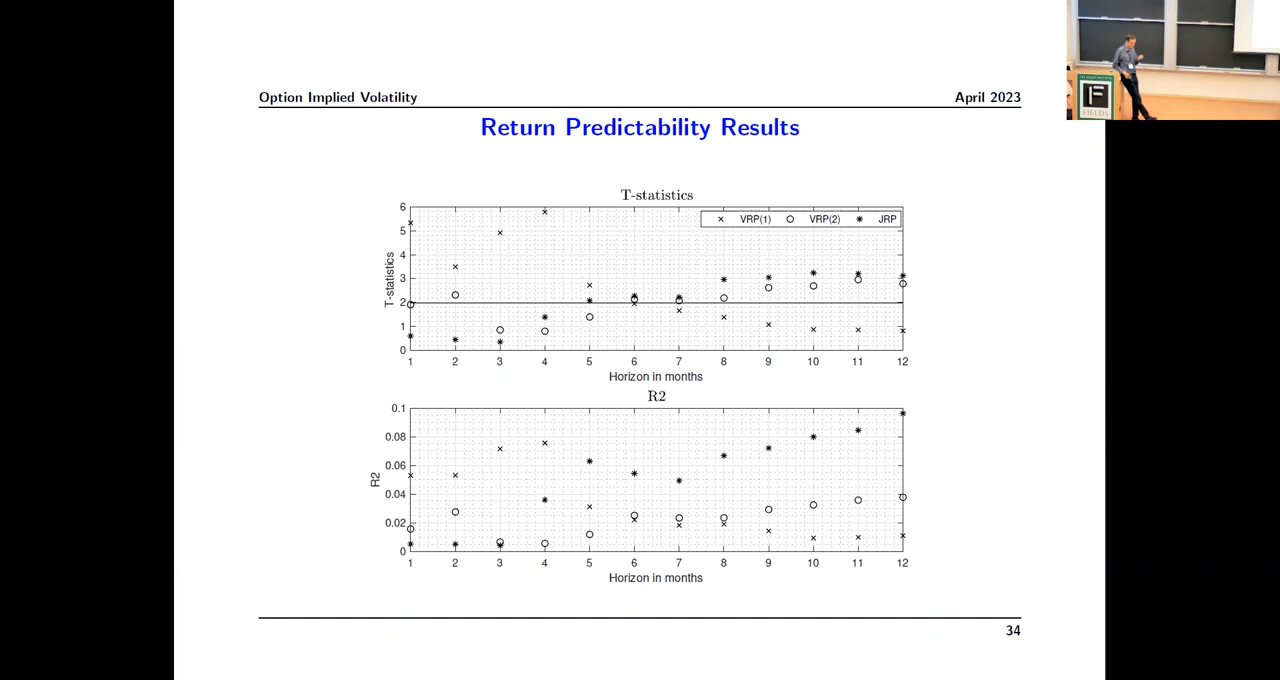 Option Implied Volatility April 2023
Return Predictability Results
T-statistics
VRP(1) VRP(2) JRP
6
5
4
3
2
1
0
T-statistics
1 2 3 4 5 6 7 8 9 10 11 12
Horizon in months
R2
0.1
0.08
0.06
0.04
0.02
0
R2
1 2 3 4 5 6 7 8 9 10 11 12
Horizon in months
34
F
FIELDS